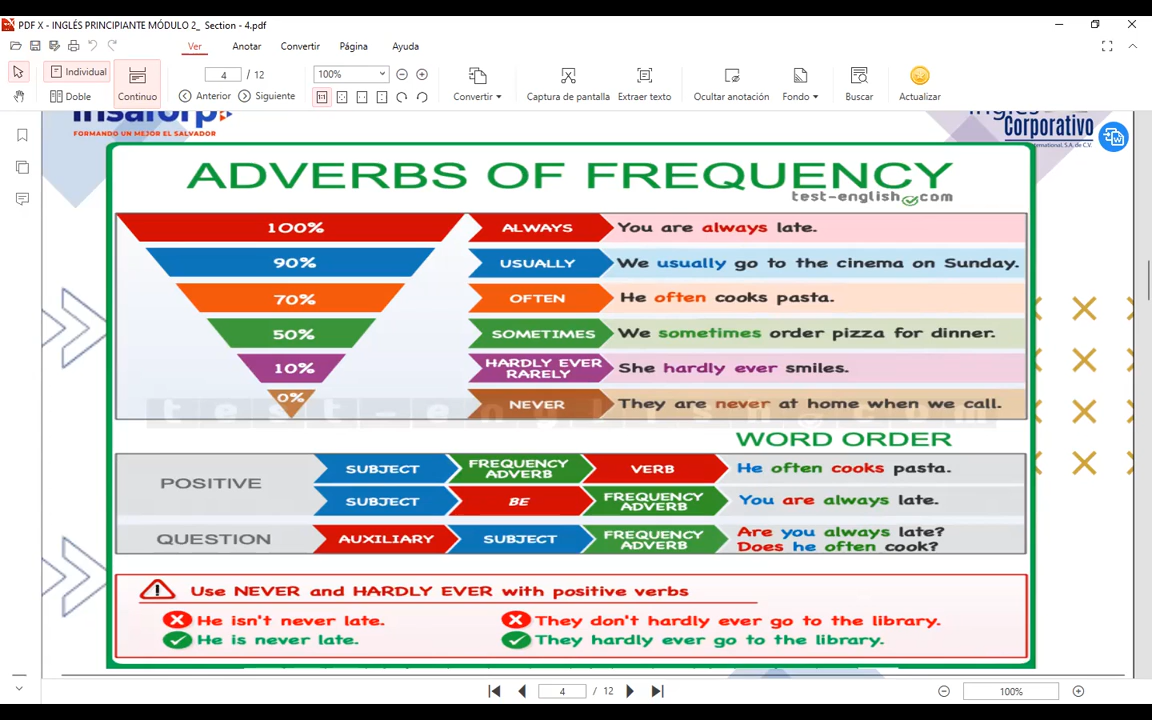 PDF X - INGLÉS PRINCIPIANTE MÓDULO 2_ Section - 4.pdf
Ver Anotar Convertir Página Ayuda
Individual
Doble
Continuo
4 / 12
Anterior Siguiente
100%
Convertir
Captura de pantalla
Extraer texto
Ocultar anotación
Fondo
Buscar
Actualizar
insaforp
FORMANDO UN MEJOR EL SALVADOR
Inglés
Corporativo
International, S.A. de C.V.
ADVERBS OF FREQUENCY
test-english.com
100% ALWAYS You are always late.
90% USUALLY We usually go to the cinema on Sunday.
70% OFTEN He often cooks pasta.
50% SOMETIMES We sometimes order pizza for dinner.
10% HARDLY EVER RARELY She hardly ever smiles.
0% NEVER They are never at home when we call.
test-english.com
WORD ORDER
POSITIVE
SUBJECT FREQUENCY ADVERB VERB He often cooks pasta.
SUBJECT BE FREQUENCY ADVERB You are always late.
QUESTION AUXILIARY SUBJECT FREQUENCY ADVERB
Are you always late?
Does he often cook?
Use NEVER and HARDLY EVER with positive verbs
He isn't never late. They don't hardly ever go to the library.
He is never late. They hardly ever go to the library.
4 / 12
100%